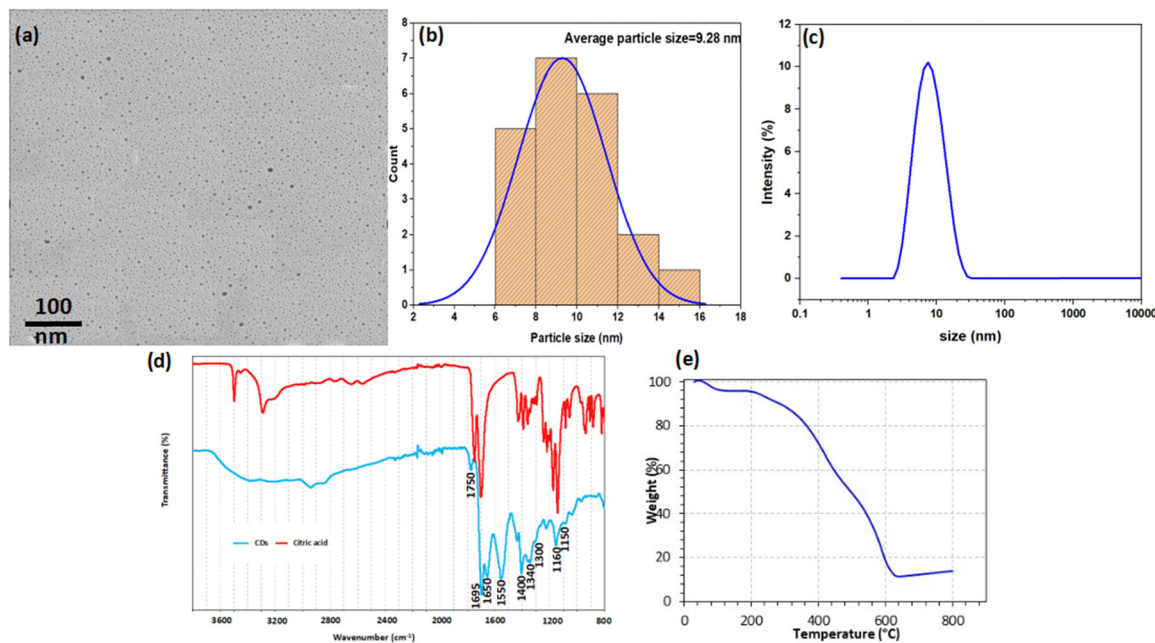 (a)
100
nm
(b)
Average particle size=9.28 nm
8
7
6
5
4
3
2
1
0
Count
2 4 6 8 10 12 14 16 18
Particle size (nm)
(c)
12
10
8
6
4
2
0
Intensity (%)
0.1 1 10 100 1000 10000
size (nm)
(d)
Transmittance (%)
1750
1695
1650
1550
1400
1340
1300
1160
1150
CDs Citric acid
3600 3200 2800 2400 2000 1600 1200 800
Wavenumber (cm-1)
(e)
100
80
60
40
20
0
Weight (%)
0 200 400 600 800
Temperature (°C)